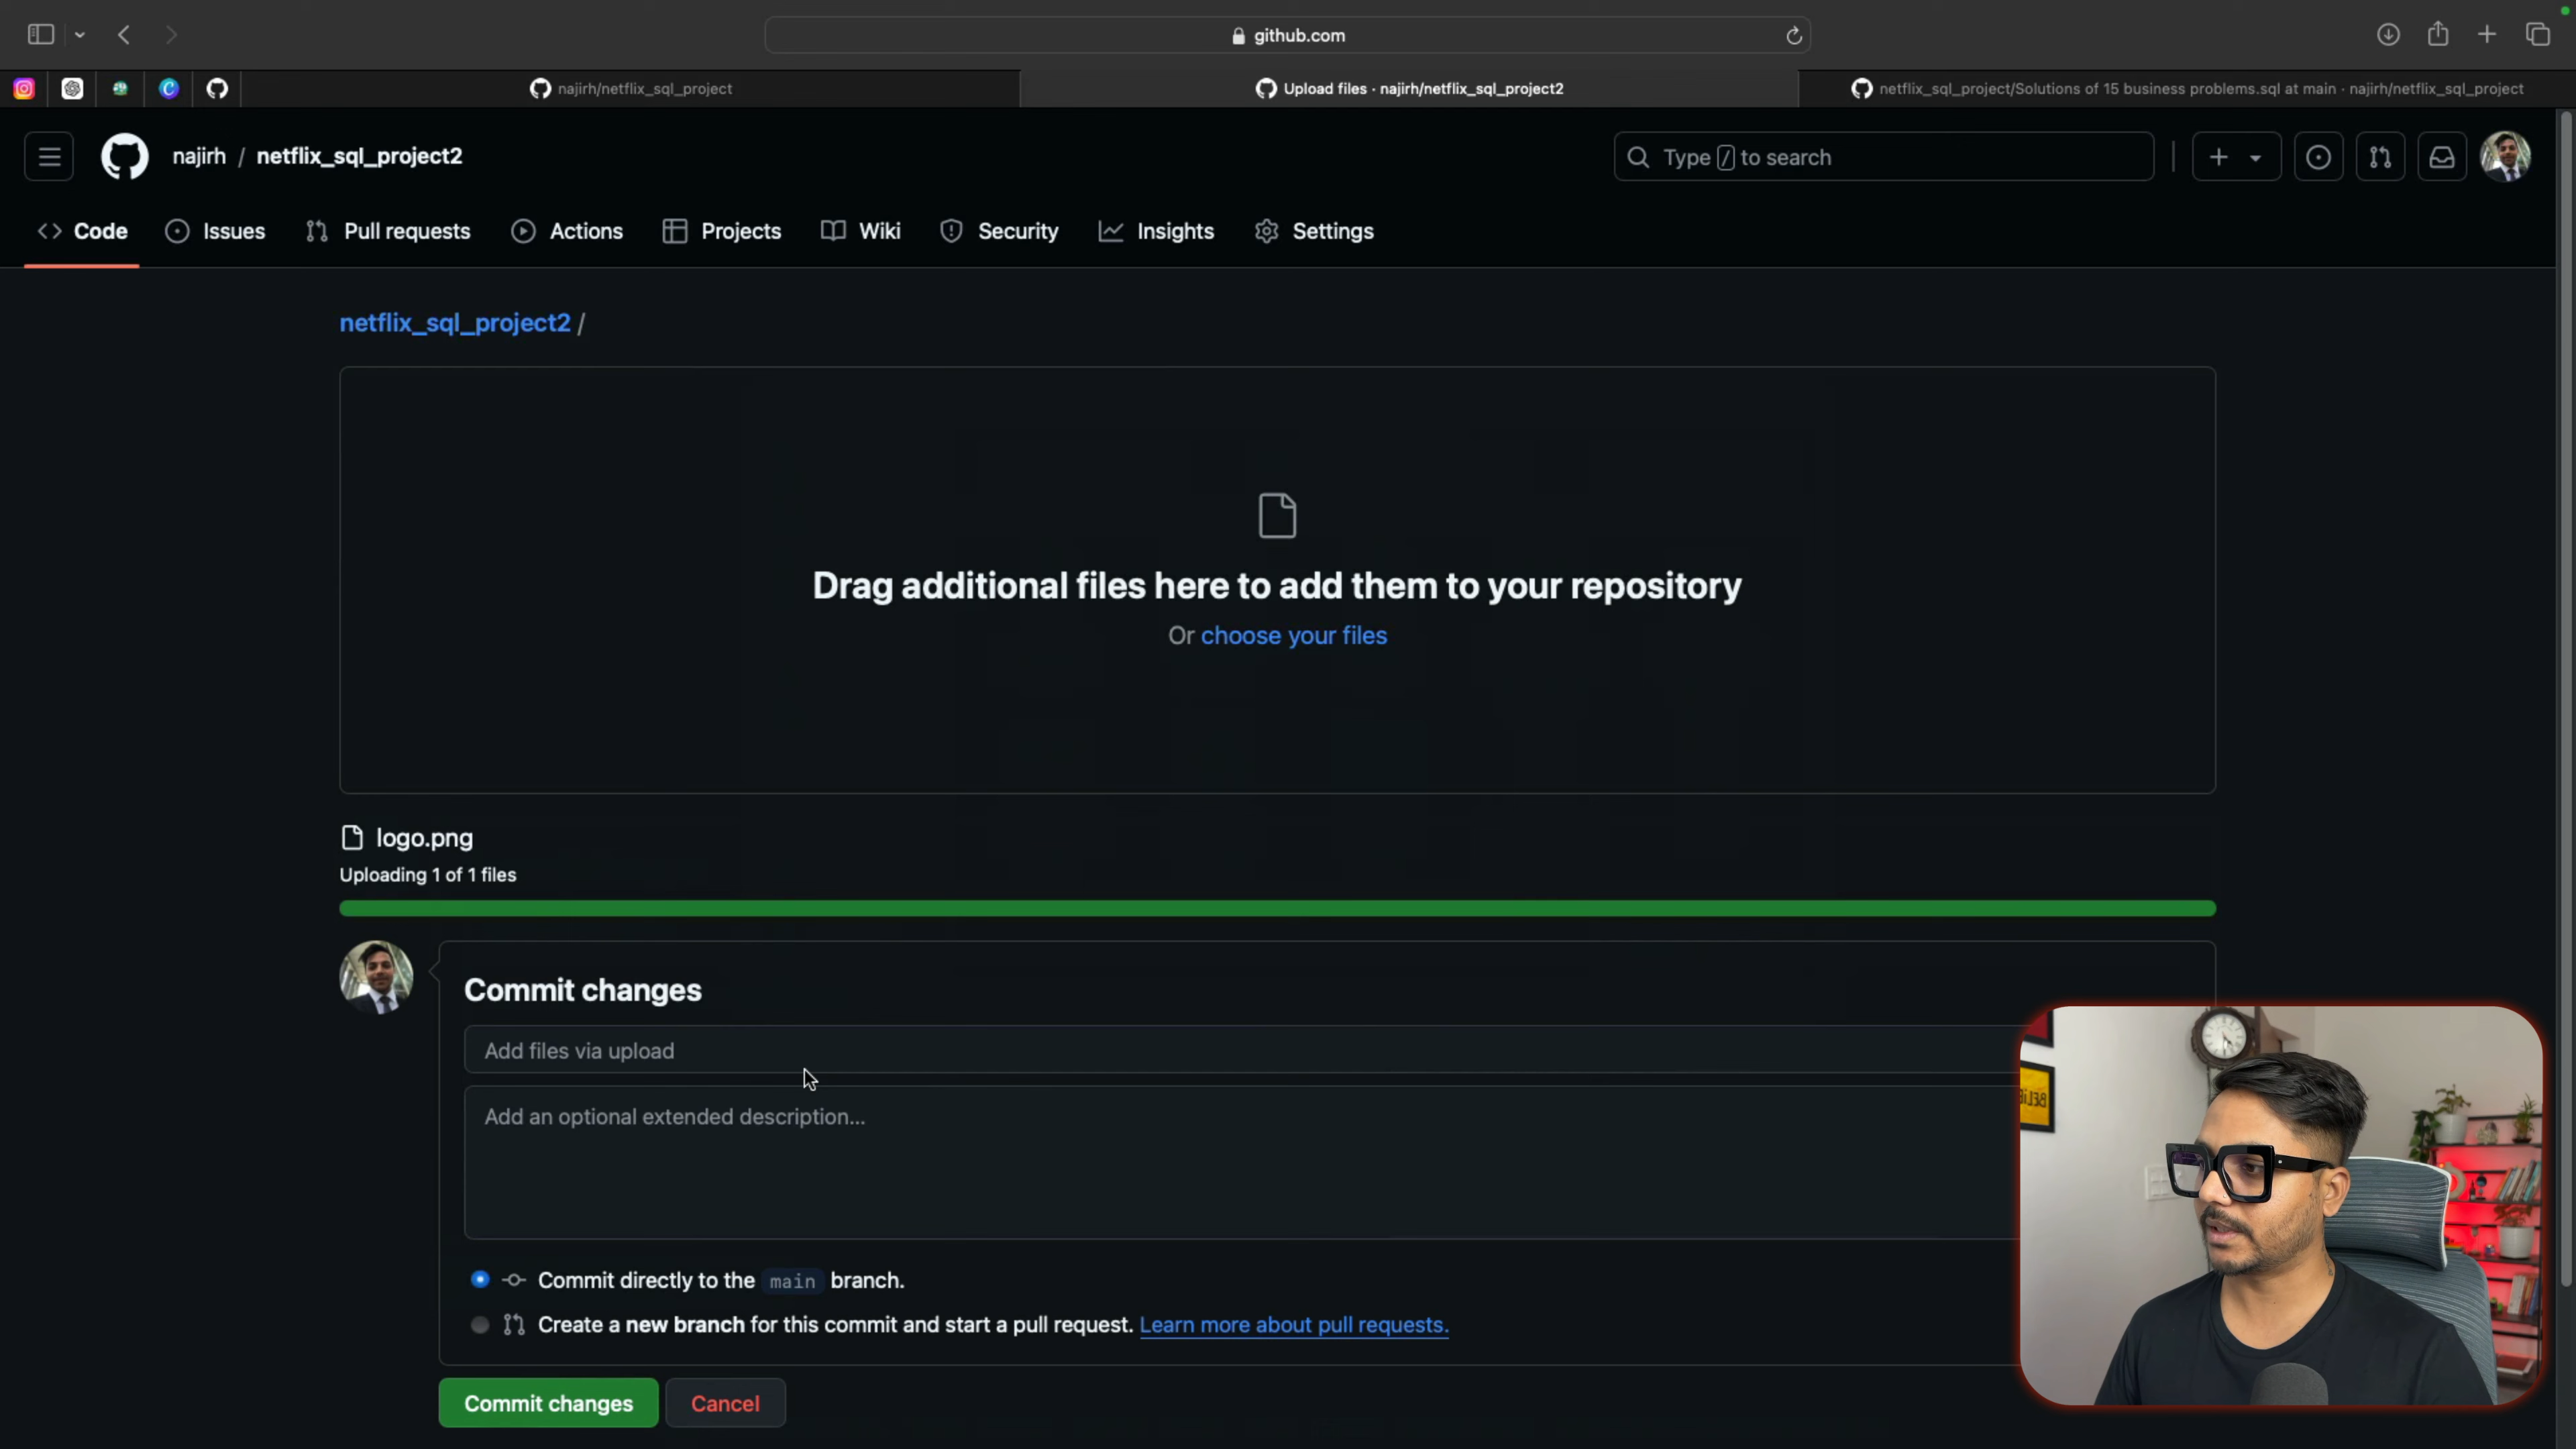 github.com
najirh/netflix_sql_project
Upload files · najirh/netflix_sql_project2
netflix_sql_project/Solutions of 15 business problems.sql at main · najirh/netflix_sql_project
najirh / netflix_sql_project2
Type / to search
Code
Issues
Pull requests
Actions
Projects
Wiki
Security
Insights
Settings
netflix_sql_project2 /
Drag additional files here to add them to your repository
Or choose your files
logo.png
Uploading 1 of 1 files
Commit changes
Add files via upload
Add an optional extended description...
Commit directly to the main branch.
Create a new branch for this commit and start a pull request. Learn more about pull requests.
Commit changes
Cancel